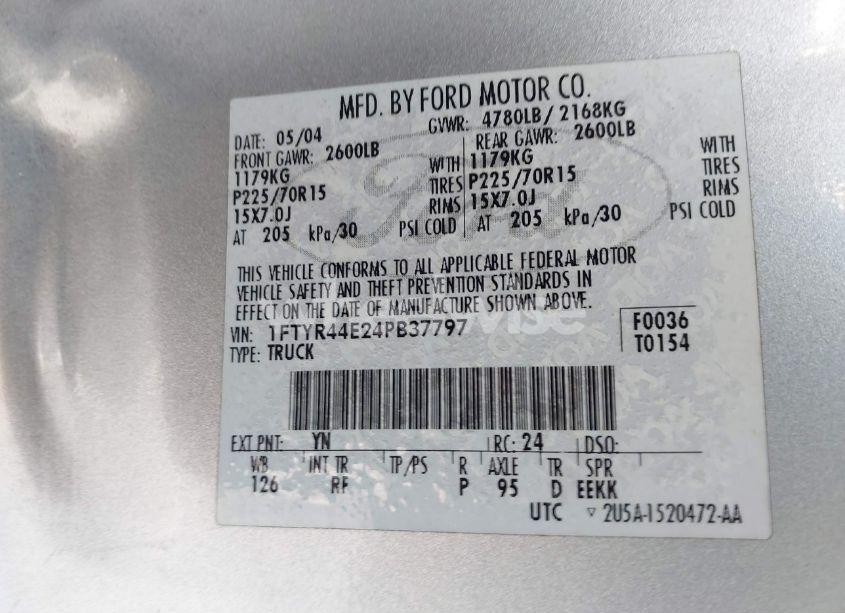 MFD. BY FORD MOTOR CO.
DATE: 05/04 GVWR: 4780LB/ 2168KG
FRONT GAWR: 2600LB REAR GAWR: 2600LB
1179KG WITH 1179KG WITH
P225/70R15 TIRES P225/70R15 TIRES
15X7.0J RIMS 15X7.0J RIMS
AT 205 kPa/30 PSI COLD AT 205 kPa/30 PSI COLD
THIS VEHICLE CONFORMS TO ALL APPLICABLE FEDERAL MOTOR
VEHICLE SAFETY AND THEFT PREVENTION STANDARDS IN
EFFECT ON THE DATE OF MANUFACTURE SHOWN ABOVE.
VIN: 1FTYR44E24PB37797 F0036
TYPE: TRUCK T0154
EXT PNT: YN RC: 24 DSO:
WB INT TR TP/PS R AXLE TR SPR
126 RF P 95 D EEKK
UTC ▽ 2U5A-1520472-AA